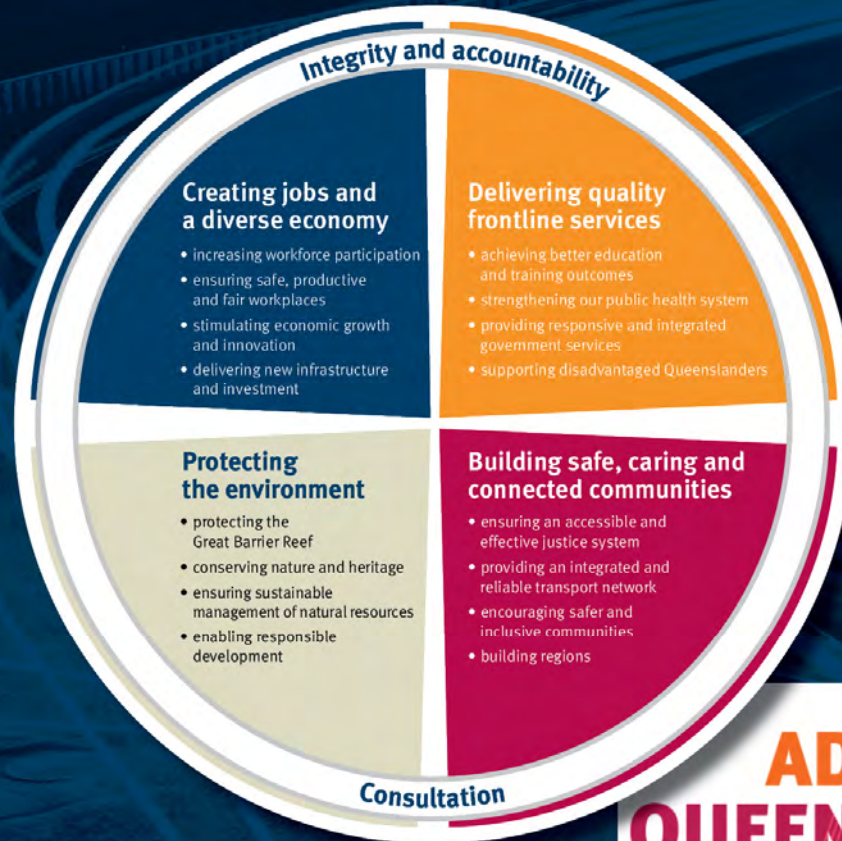 Integrity and accountability
Creating jobs and
a diverse economy
• increasing workforce participation
• ensuring safe, productive
and fair workplaces
• stimulating economic growth
and innovation
• delivering new infrastructure
and investment
Delivering quality
frontline services
• achieving better education
and training outcomes
• strengthening our public health system
• providing responsive and integrated
government services
• supporting disadvantaged Queenslanders
Protecting
the environment
• protecting the
Great Barrier Reef
• conserving nature and heritage
• ensuring sustainable
management of natural resources
• enabling responsible
development
Building safe, caring and
connected communities
• ensuring an accessible and
effective justice system
• providing an integrated and
reliable transport network
• encouraging safer and
inclusive communities
• building regions
Consultation
AD
QUEEN